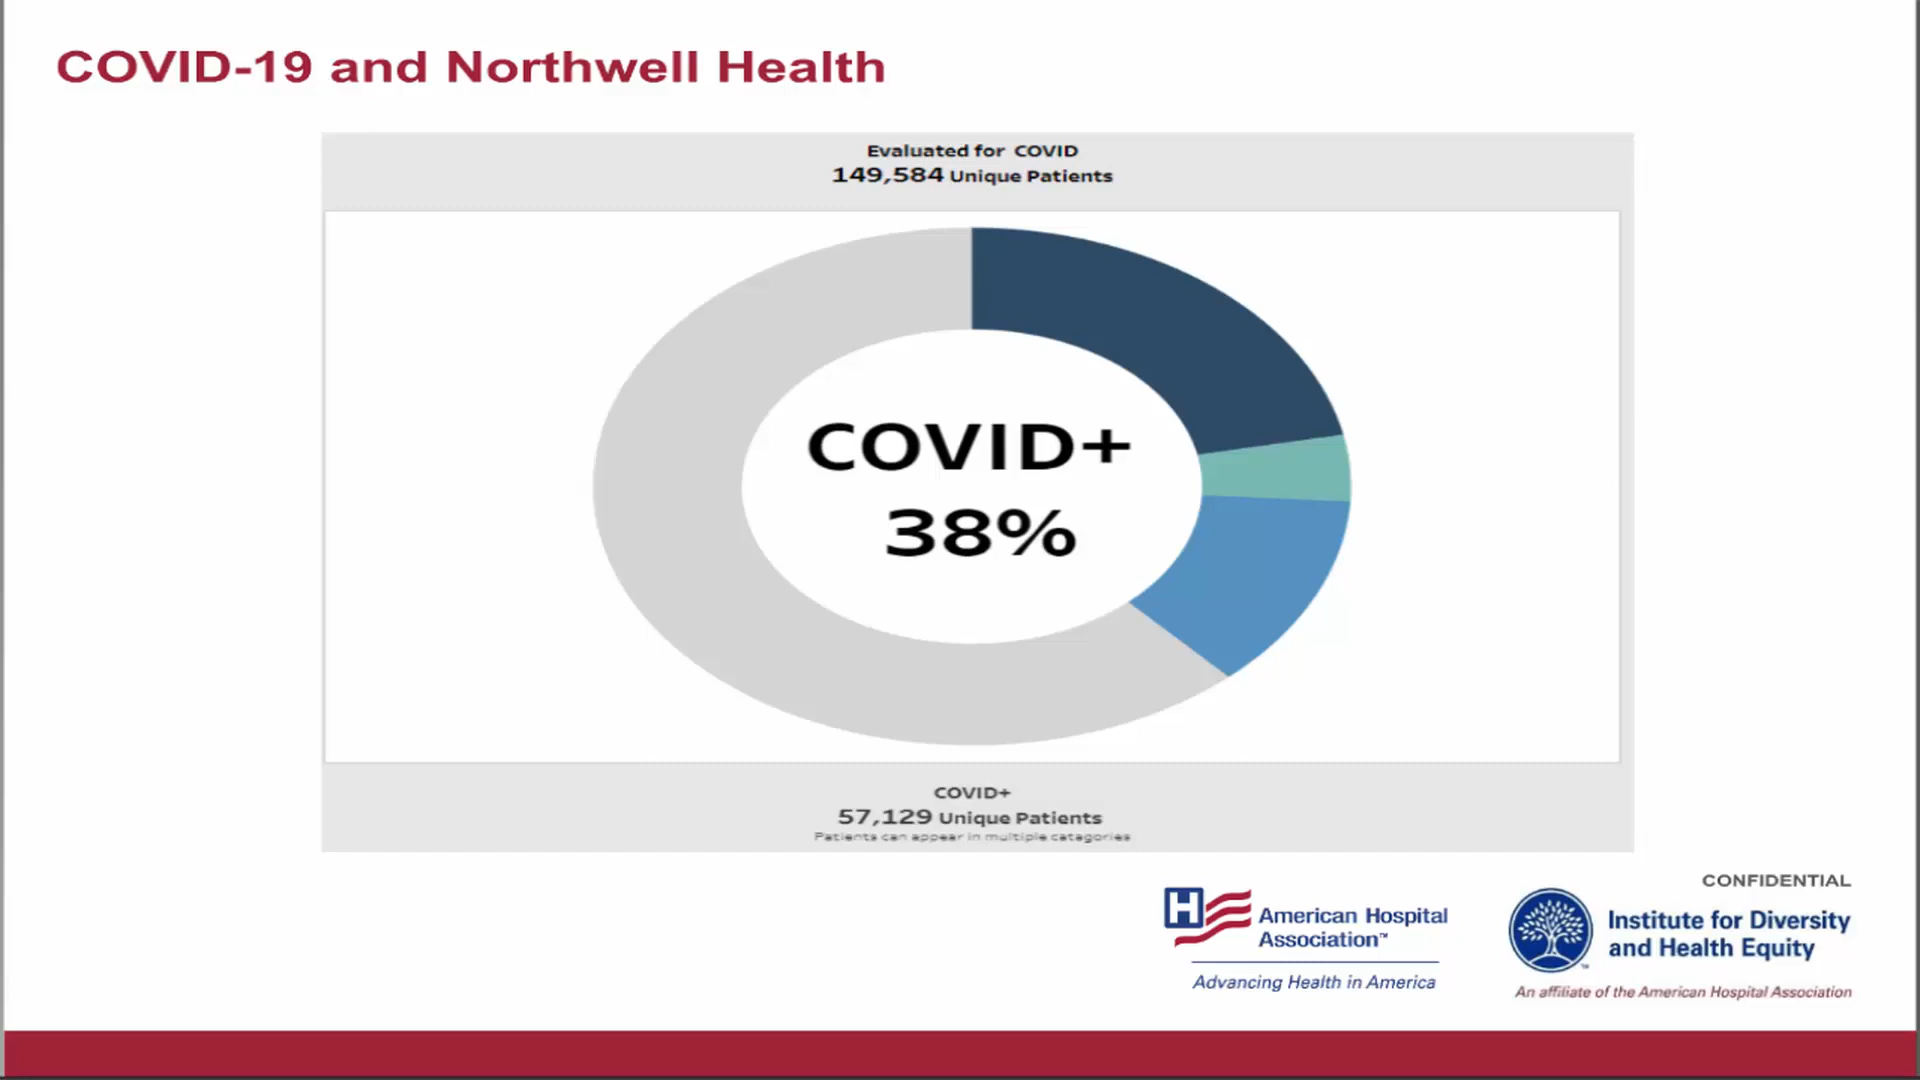 COVID-19 and Northwell Health
Evaluated for COVID
149,584 Unique Patients
COVID+
38%
COVID+
57,129 Unique Patients
Patients can appear in multiple catagories
CONFIDENTIAL
H
American Hospital
Association™
Advancing Health in America
Institute for Diversity
and Health Equity
An affiliate of the American Hospital Association